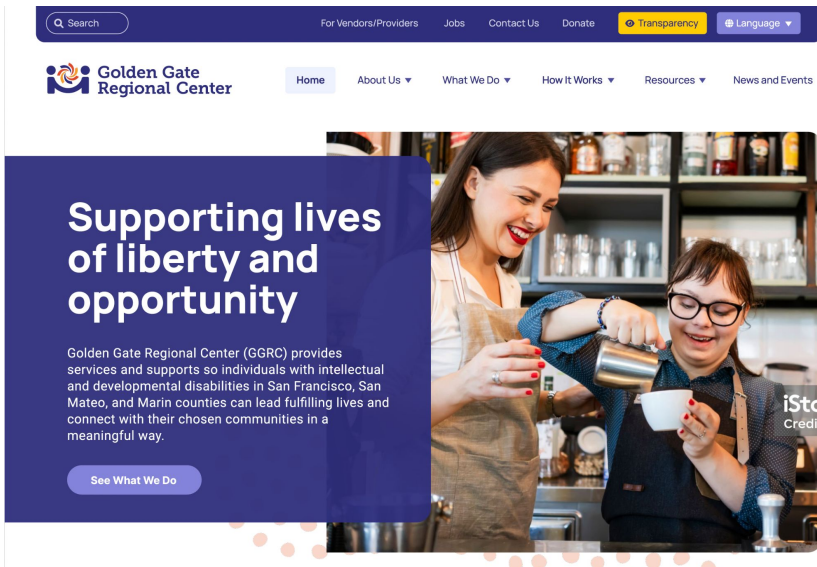 Search
For Vendors/Providers
Jobs
Contact Us
Donate
Transparency
Language
Golden Gate
Regional Center
Home
About Us
What We Do
How It Works
Resources
News and Events
Supporting lives
of liberty and
opportunity
Golden Gate Regional Center (GGRC) provides
services and supports so individuals with intellectual
and developmental disabilities in San Francisco, San
Mateo, and Marin counties can lead fulfilling lives and
connect with their chosen communities in a
meaningful way.
See What We Do
iSto
Credi